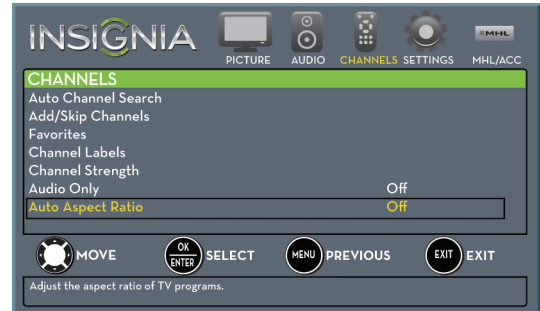 INSIGNIA
PICTURE AUDIO CHANNELS SETTINGS MHL MHL/ACC
CHANNELS
Auto Channel Search
Add/Skip Channels
Favorites
Channel Labels
Channel Strength
Audio Only Off
Auto Aspect Ratio Off
MOVE OK ENTER SELECT MENU PREVIOUS EXIT EXIT
Adjust the aspect ratio of TV programs.